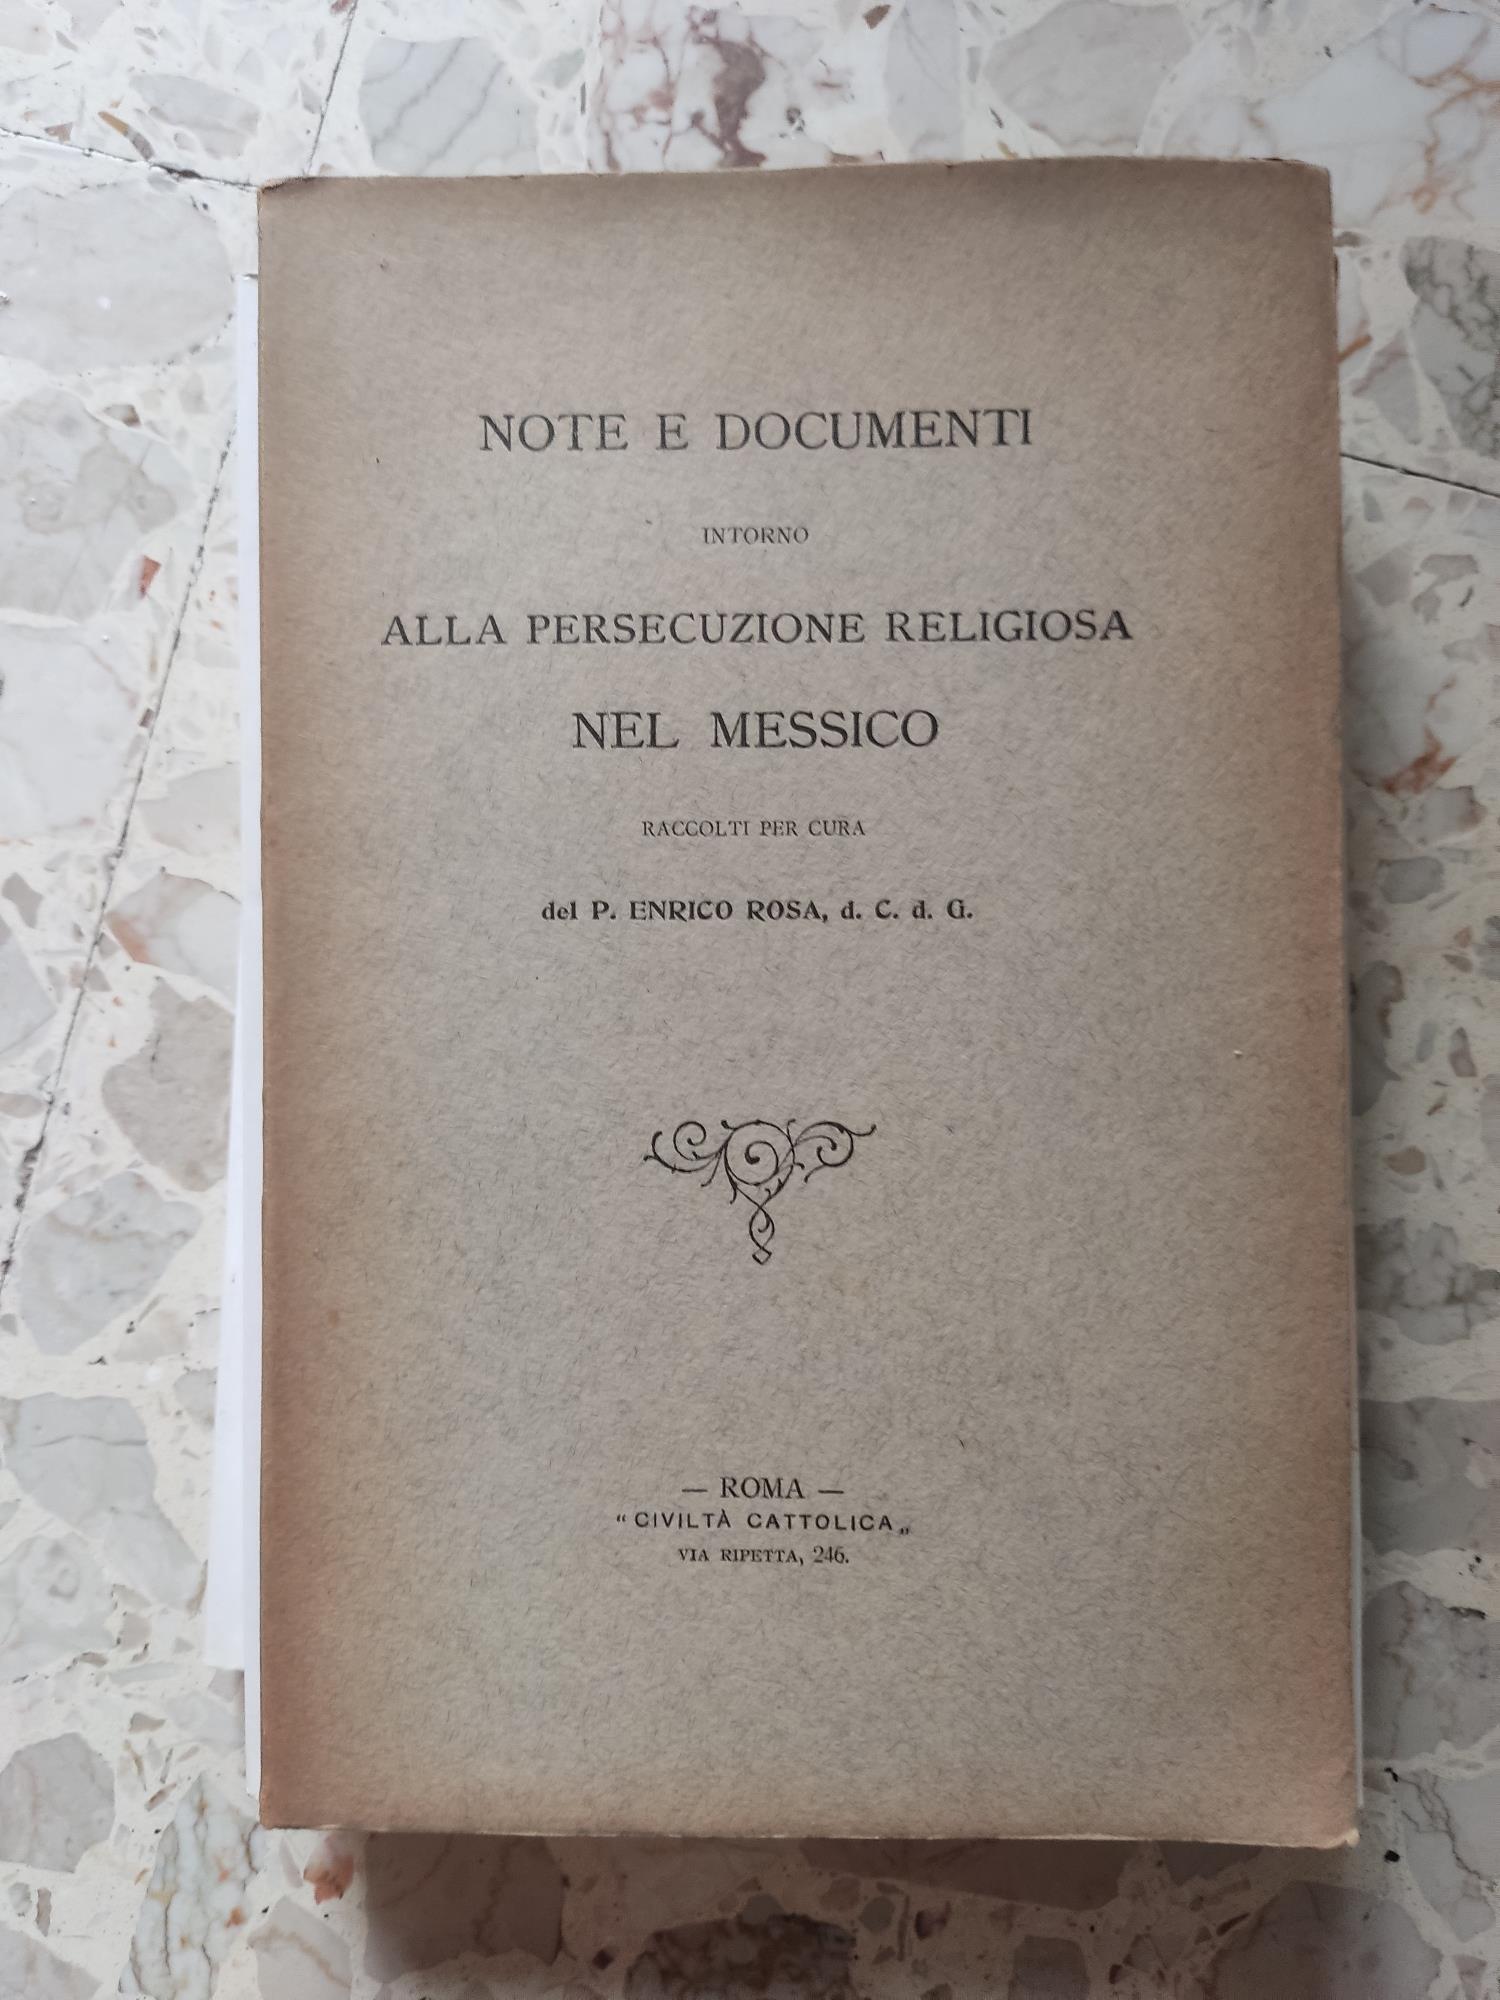 NOTE E DOCUMENTI
INTORNO
ALLA PERSECUZIONE RELIGIOSA
NEL MESSICO
RACCOLTI PER CURA
del P. ENRICO ROSA, d. C. d. G.
— ROMA —
“ CIVILTÀ CATTOLICA „
VIA RIPETTA, 246.